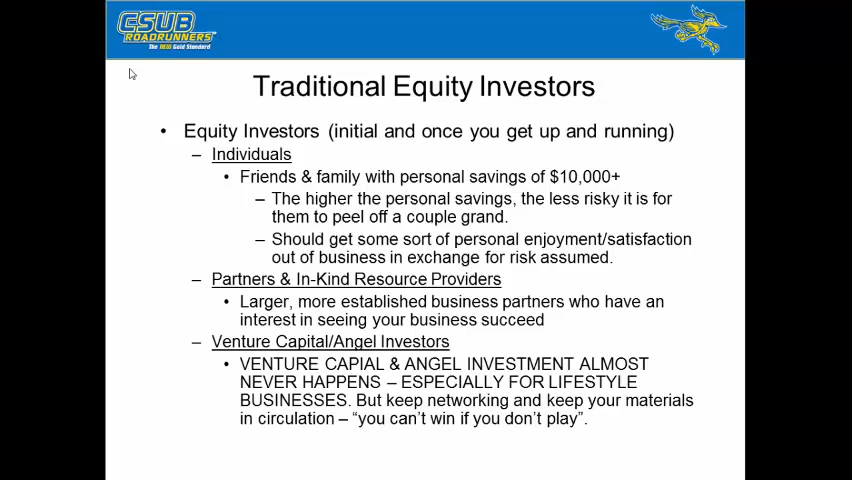 CSUB
ROADRUNNERS™
The NEW Gold Standard
Traditional Equity Investors
• Equity Investors (initial and once you get up and running)
– Individuals
• Friends & family with personal savings of $10,000+
– The higher the personal savings, the less risky it is for
them to peel off a couple grand.
– Should get some sort of personal enjoyment/satisfaction
out of business in exchange for risk assumed.
– Partners & In-Kind Resource Providers
• Larger, more established business partners who have an
interest in seeing your business succeed
– Venture Capital/Angel Investors
• VENTURE CAPIAL & ANGEL INVESTMENT ALMOST
NEVER HAPPENS – ESPECIALLY FOR LIFESTYLE
BUSINESSES. But keep networking and keep your materials
in circulation – “you can’t win if you don’t play”.